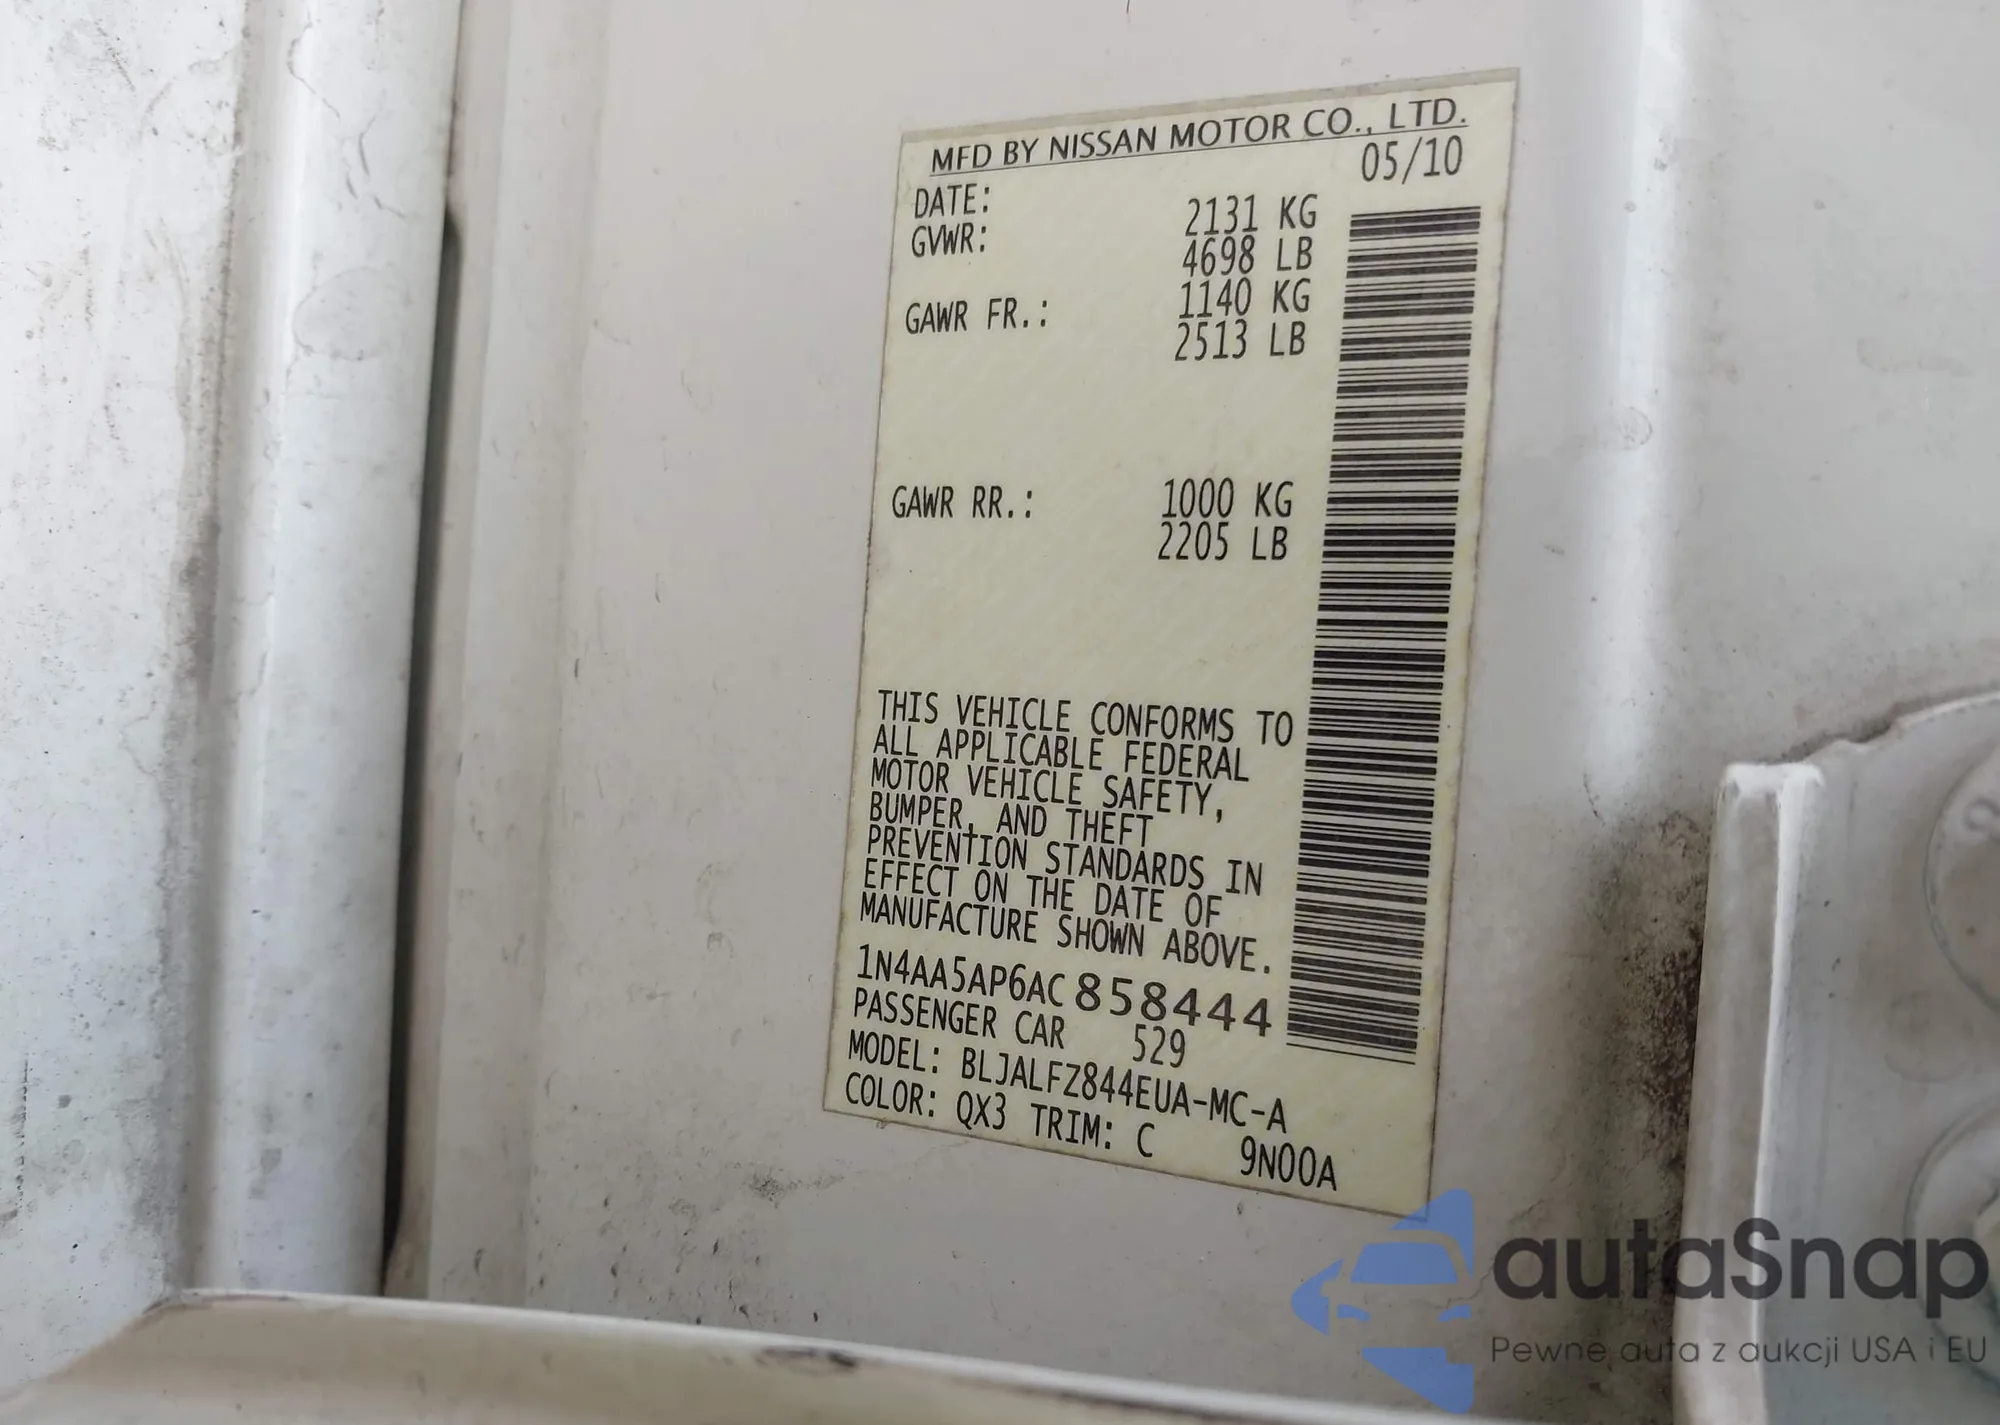 MFD BY NISSAN MOTOR CO., LTD.
DATE: 05/10
GVWR: 2131 KG
4698 LB
GAWR FR.: 1140 KG
2513 LB
GAWR RR.: 1000 KG
2205 LB
THIS VEHICLE CONFORMS TO
ALL APPLICABLE FEDERAL
MOTOR VEHICLE SAFETY,
BUMPER, AND THEFT
PREVENTION STANDARDS IN
EFFECT ON THE DATE OF
MANUFACTURE SHOWN ABOVE.
1N4AA5AP6AC858444
PASSENGER CAR 529
MODEL: BLJALFZ844EUA-MC-A
COLOR: QX3 TRIM: C 9N00A
autaSnap
Pewne auta z aukcji USA i EU